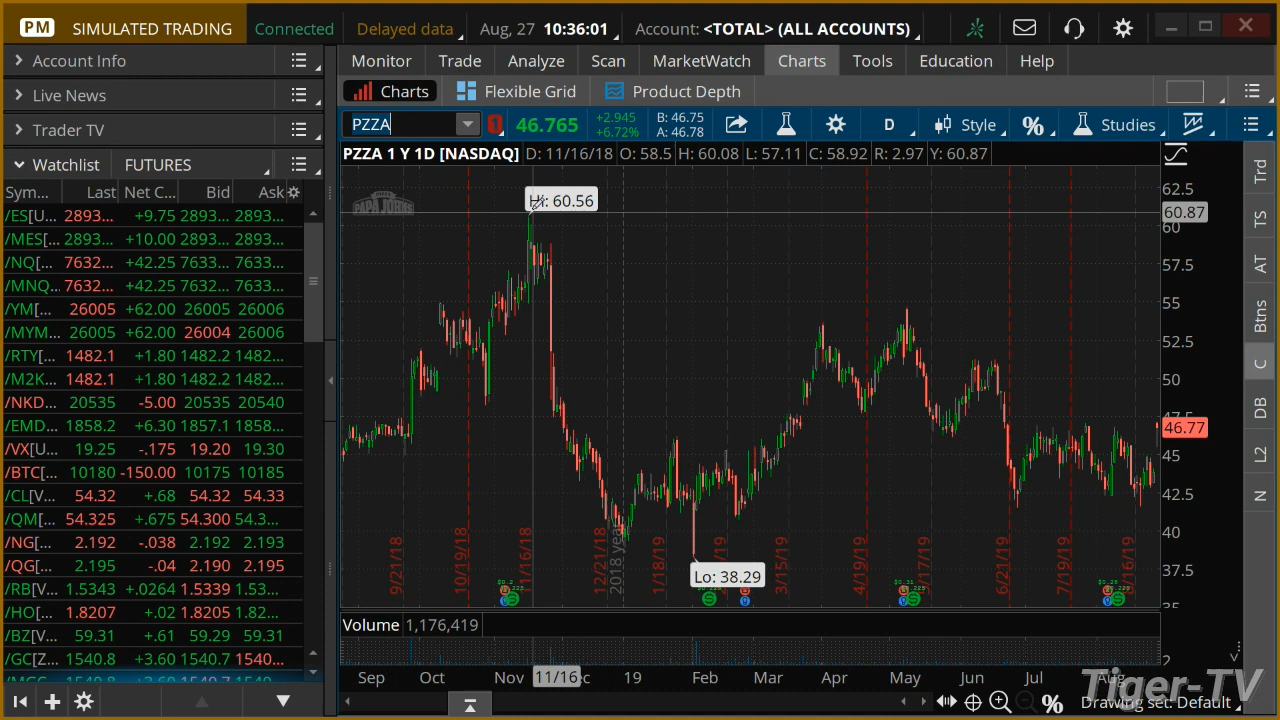 PM SIMULATED TRADING Connected Delayed data Aug, 27 10:36:01 Account: <TOTAL> (ALL ACCOUNTS)
Account Info
Live News
Trader TV
Watchlist FUTURES
Sym... Last Net C... Bid Ask
/ES[U... 2893... +9.75 2893... 2893...
/MES[... 2893... +10.00 2893... 2893...
/NQ[... 7632... +42.25 7633... 7633...
/MNQ... 7632... +42.25 7632... 7633...
/YM[... 26005 +62.00 26005 26006
/MYM... 26005 +62.00 26004 26006
/RTY[... 1482.1 +1.80 1482.2 1482...
/M2K... 1482.1 +1.80 1482.2 1482...
/NKD... 20535 -5.00 20535 20540
/EMD... 1858.2 +6.30 1857.1 1858...
/VX[U... 19.25 -.175 19.20 19.30
/BTC[... 10180 -150.00 10175 10185
/CL[V... 54.32 +.68 54.32 54.33
/QM[... 54.325 +.675 54.300 54.3...
/NG[... 2.192 -.038 2.192 2.193
/QG[... 2.195 -.04 2.190 2.195
/RB[V... 1.5343 +.0264 1.5339 1.53...
/HO[... 1.8207 +.02 1.8205 1.82...
/BZ[V... 59.31 +.61 59.29 59.31
/GC[Z... 1540.8 +3.60 1540.7 1540...
Monitor Trade Analyze Scan MarketWatch Charts Tools Education Help
Charts Flexible Grid Product Depth
PZZA 1 46.765 +2.945 +6.72% B: 46.75 A: 46.78 D Style % Studies
PZZA 1 Y 1D [NASDAQ] D: 11/16/18 O: 58.5 H: 60.08 L: 57.11 C: 58.92 R: 2.97 Y: 60.87
PAPA JOHNS
Hi: 60.56
Lo: 38.29
62.5
60.87
60
57.5
55
52.5
50
47.5
46.77
45
42.5
40
37.5
35
9/21/18 10/19/18 11/16/18 12/21/18 2018 year 1/18/19 3/15/19 4/19/19 6/21/19 7/19/19
Volume 1,176,419
Sep Oct Nov 11/16 19 Feb Mar Apr May Jun Jul Aug
Trd
TS
AT
Btns
C
DB
L2
N
%
Drawing set: Default
Tiger-TV